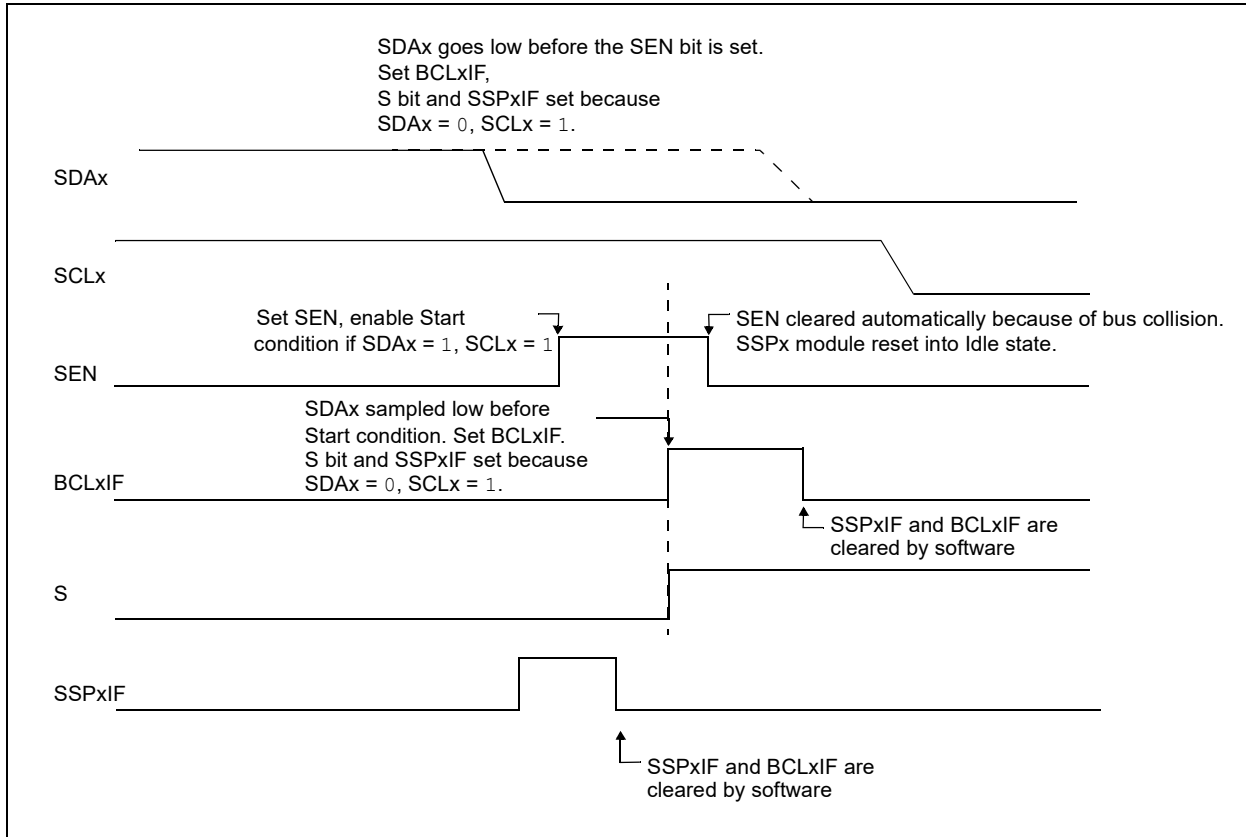 SDAx goes low before the SEN bit is set.
Set BCLxIF,
S bit and SSPxIF set because
SDAx = 0, SCLx = 1.
SDAx
SCLx
Set SEN, enable Start
condition if SDAx = 1, SCLx = 1
SEN cleared automatically because of bus collision.
SSPx module reset into Idle state.
SEN
SDAx sampled low before
Start condition. Set BCLxIF.
S bit and SSPxIF set because
SDAx = 0, SCLx = 1.
BCLxIF
SSPxIF and BCLxIF are
cleared by software
S
SSPxIF
SSPxIF and BCLxIF are
cleared by software